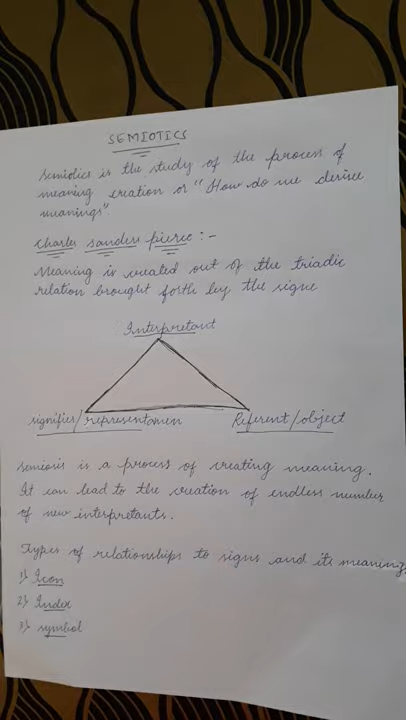 SEMIOTICS
Semiotics is the study of the process of
meaning creation or "How do we derive
meanings"
Charles sanders pierce :-
Meaning is created out of the triadic
relation brought forth by the signs
Interpretant
signifier/representamen Referent/object
semiosis is a process of creating meaning.
It can lead to the creation of endless number
of new interpretants.
Types of relationships to signs and its meaning
1) Icon
2) Index
3) symbol